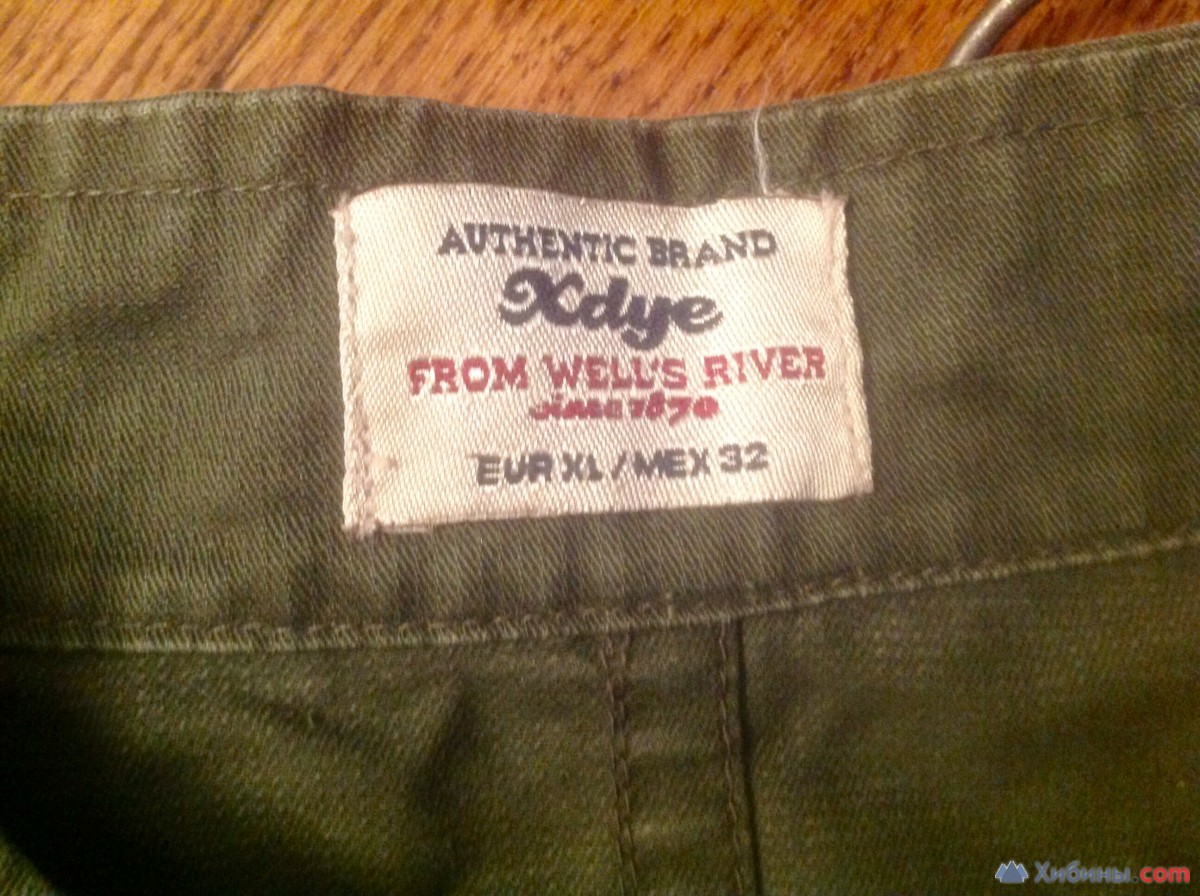 AUTHENTIC BRAND
Xdye
FROM WELL'S RIVER
since 1870
EUR XL / MEX 32
Хибины.com